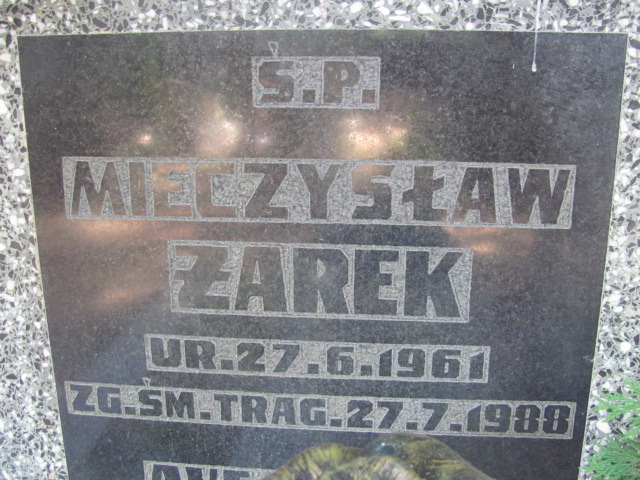 Ś.P.
MIECZYSŁAW
ŻAREK
UR.27.6.1961
ZG.ŚM.TRAG.27.7.1988